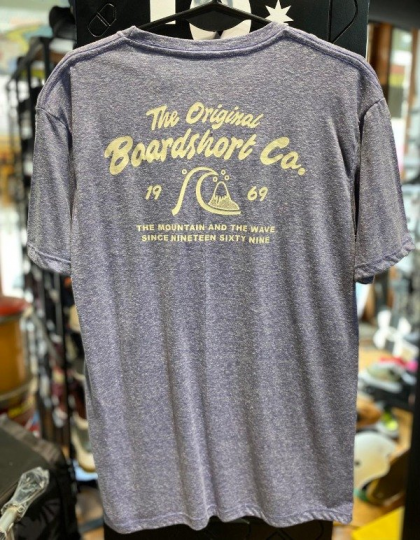 The Original
Boardshort Co.
19 69
THE MOUNTAIN AND THE WAVE
SINCE NINETEEN SIXTY NINE